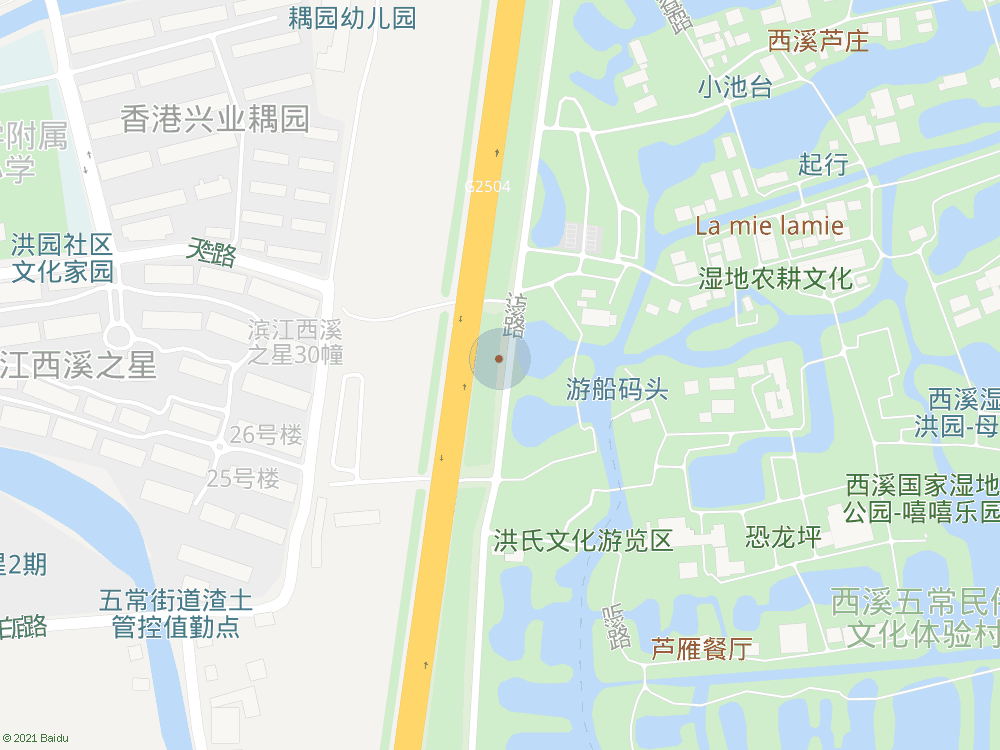 耦园幼儿园
西溪芦庄
小池台
香港兴业耦园
附属
学
起行
G2504
La mie lamie
洪园社区
文化家园
天竺路
湿地农耕文化
访溪路
滨江西溪
之星30幢
江西溪之星
游船码头
西溪湿
洪园-母
26号楼
25号楼
西溪国家湿地
公园-嘻嘻乐园
洪氏文化游览区
恐龙坪
星2期
五常街道渣土
管控值勤点
西溪五常民俗
文化体验村
路
芦雁餐厅
© 2021 Baidu